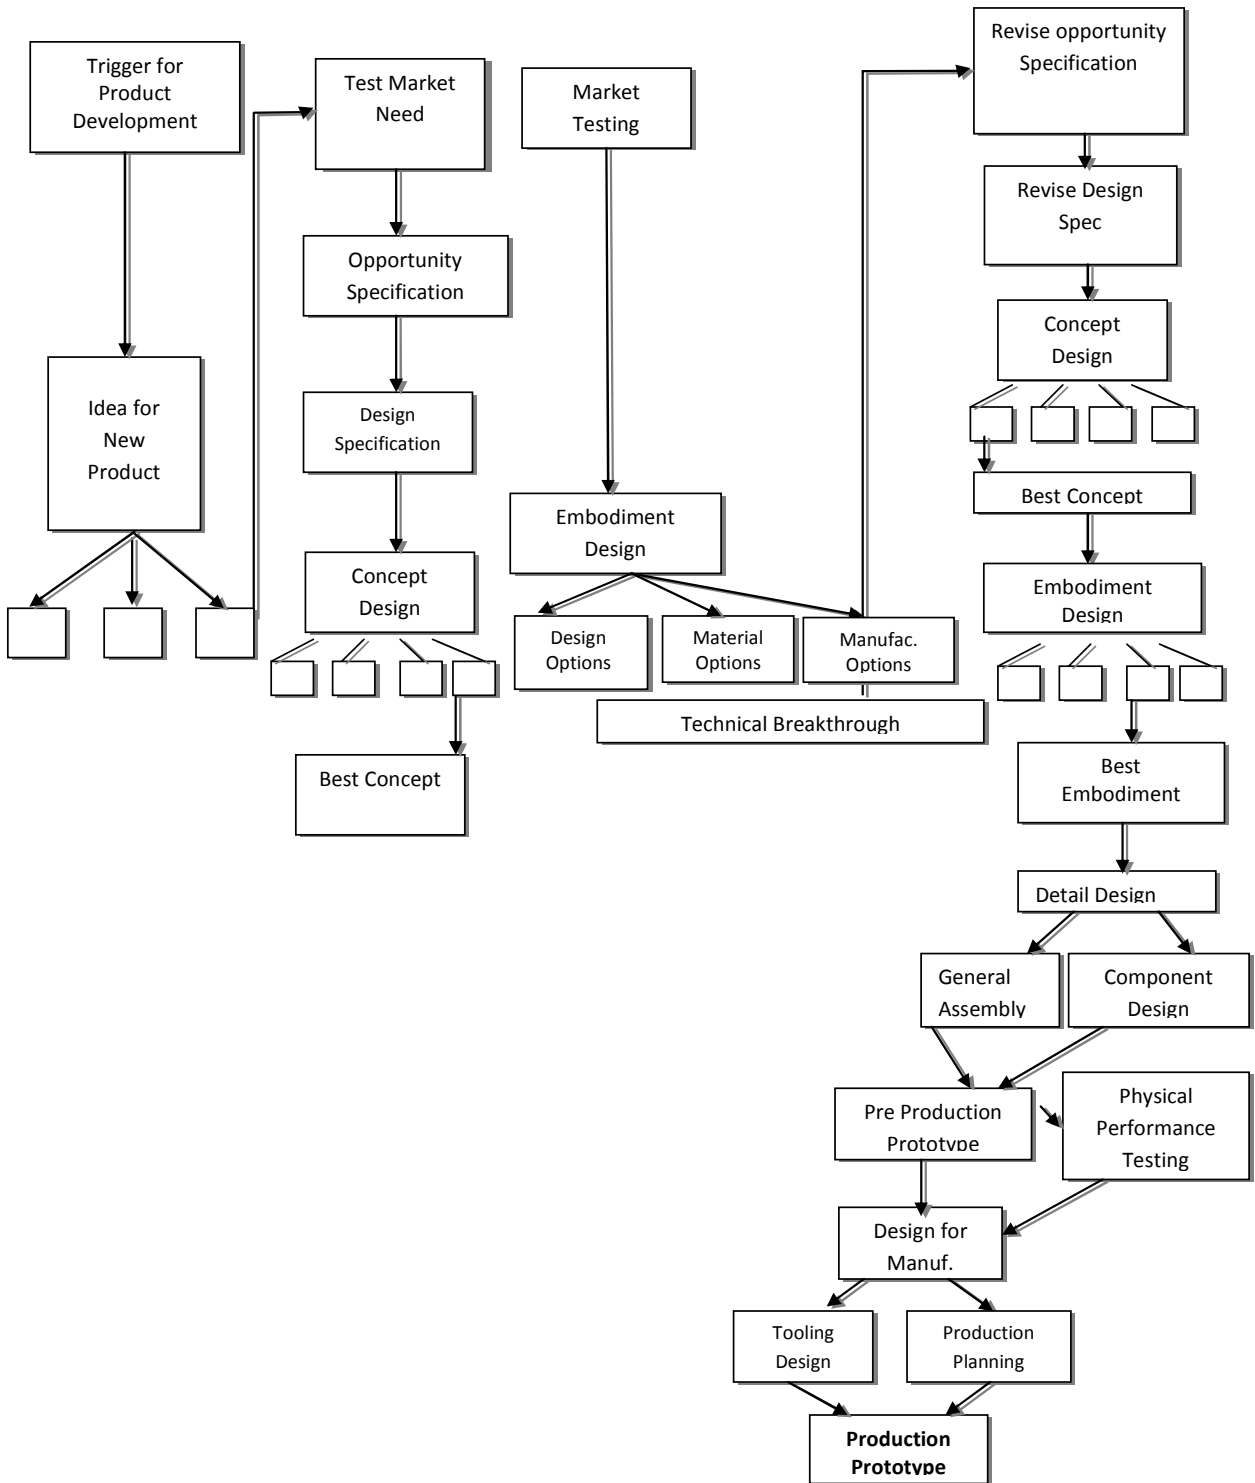 Trigger for
Product
Development
Idea for
New
Product
Test Market
Need
Opportunity
Specification
Design
Specification
Concept
Design
Best Concept
Market
Testing
Embodiment
Design
Design
Options
Material
Options
Manufac.
Options
Technical Breakthrough
Revise opportunity
Specification
Revise Design
Spec
Concept
Design
Best Concept
Embodiment
Design
Best
Embodiment
Detail Design
General
Assembly
Component
Design
Pre Production
Prototype
Physical
Performance
Testing
Design for
Manuf.
Tooling
Design
Production
Planning
Production
Prototype